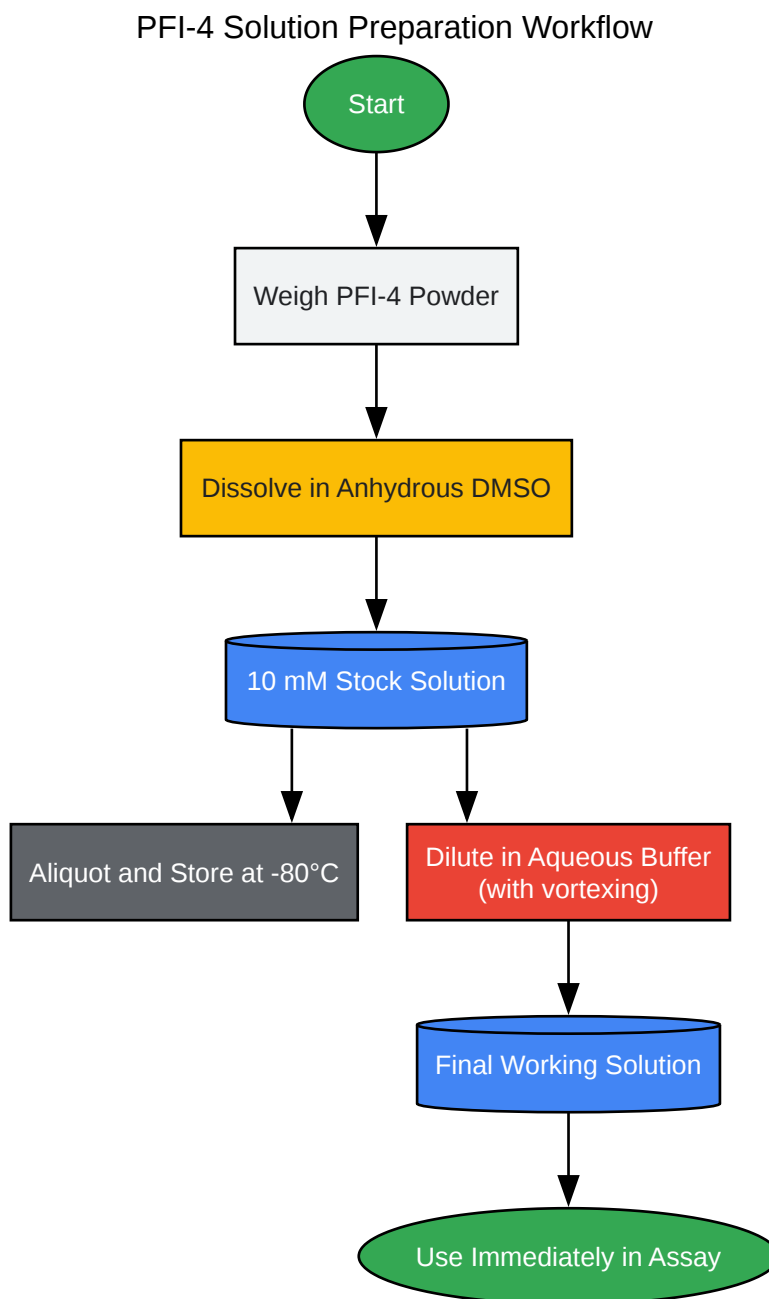 PFI-4 Solution Preparation Workflow
Start
Weigh PFI-4 Powder
Dissolve in Anhydrous DMSO
10 mM Stock Solution
Aliquot and Store at -80°C
Dilute in Aqueous Buffer
(with vortexing)
Final Working Solution
Use Immediately in Assay